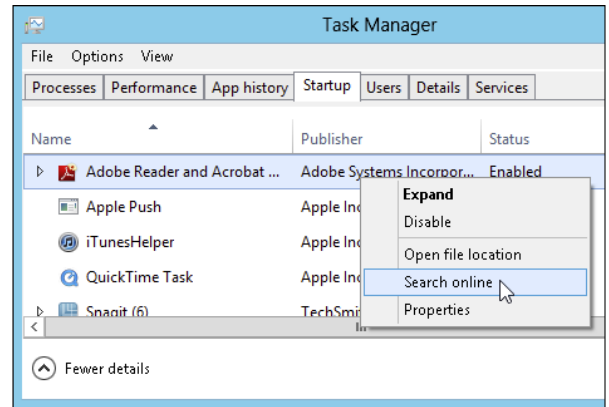 Task Manager
File Options View
Processes Performance App history Startup Users Details Services
Name Publisher Status
Adobe Reader and Acrobat ... Adobe Systems Incorpor... Enabled
Expand
Apple Push Apple Inc
Disable
iTunesHelper Apple Inc
Open file location
QuickTime Task Apple Inc
Search online
Snagit (6) TechSmi
Properties
Fewer details